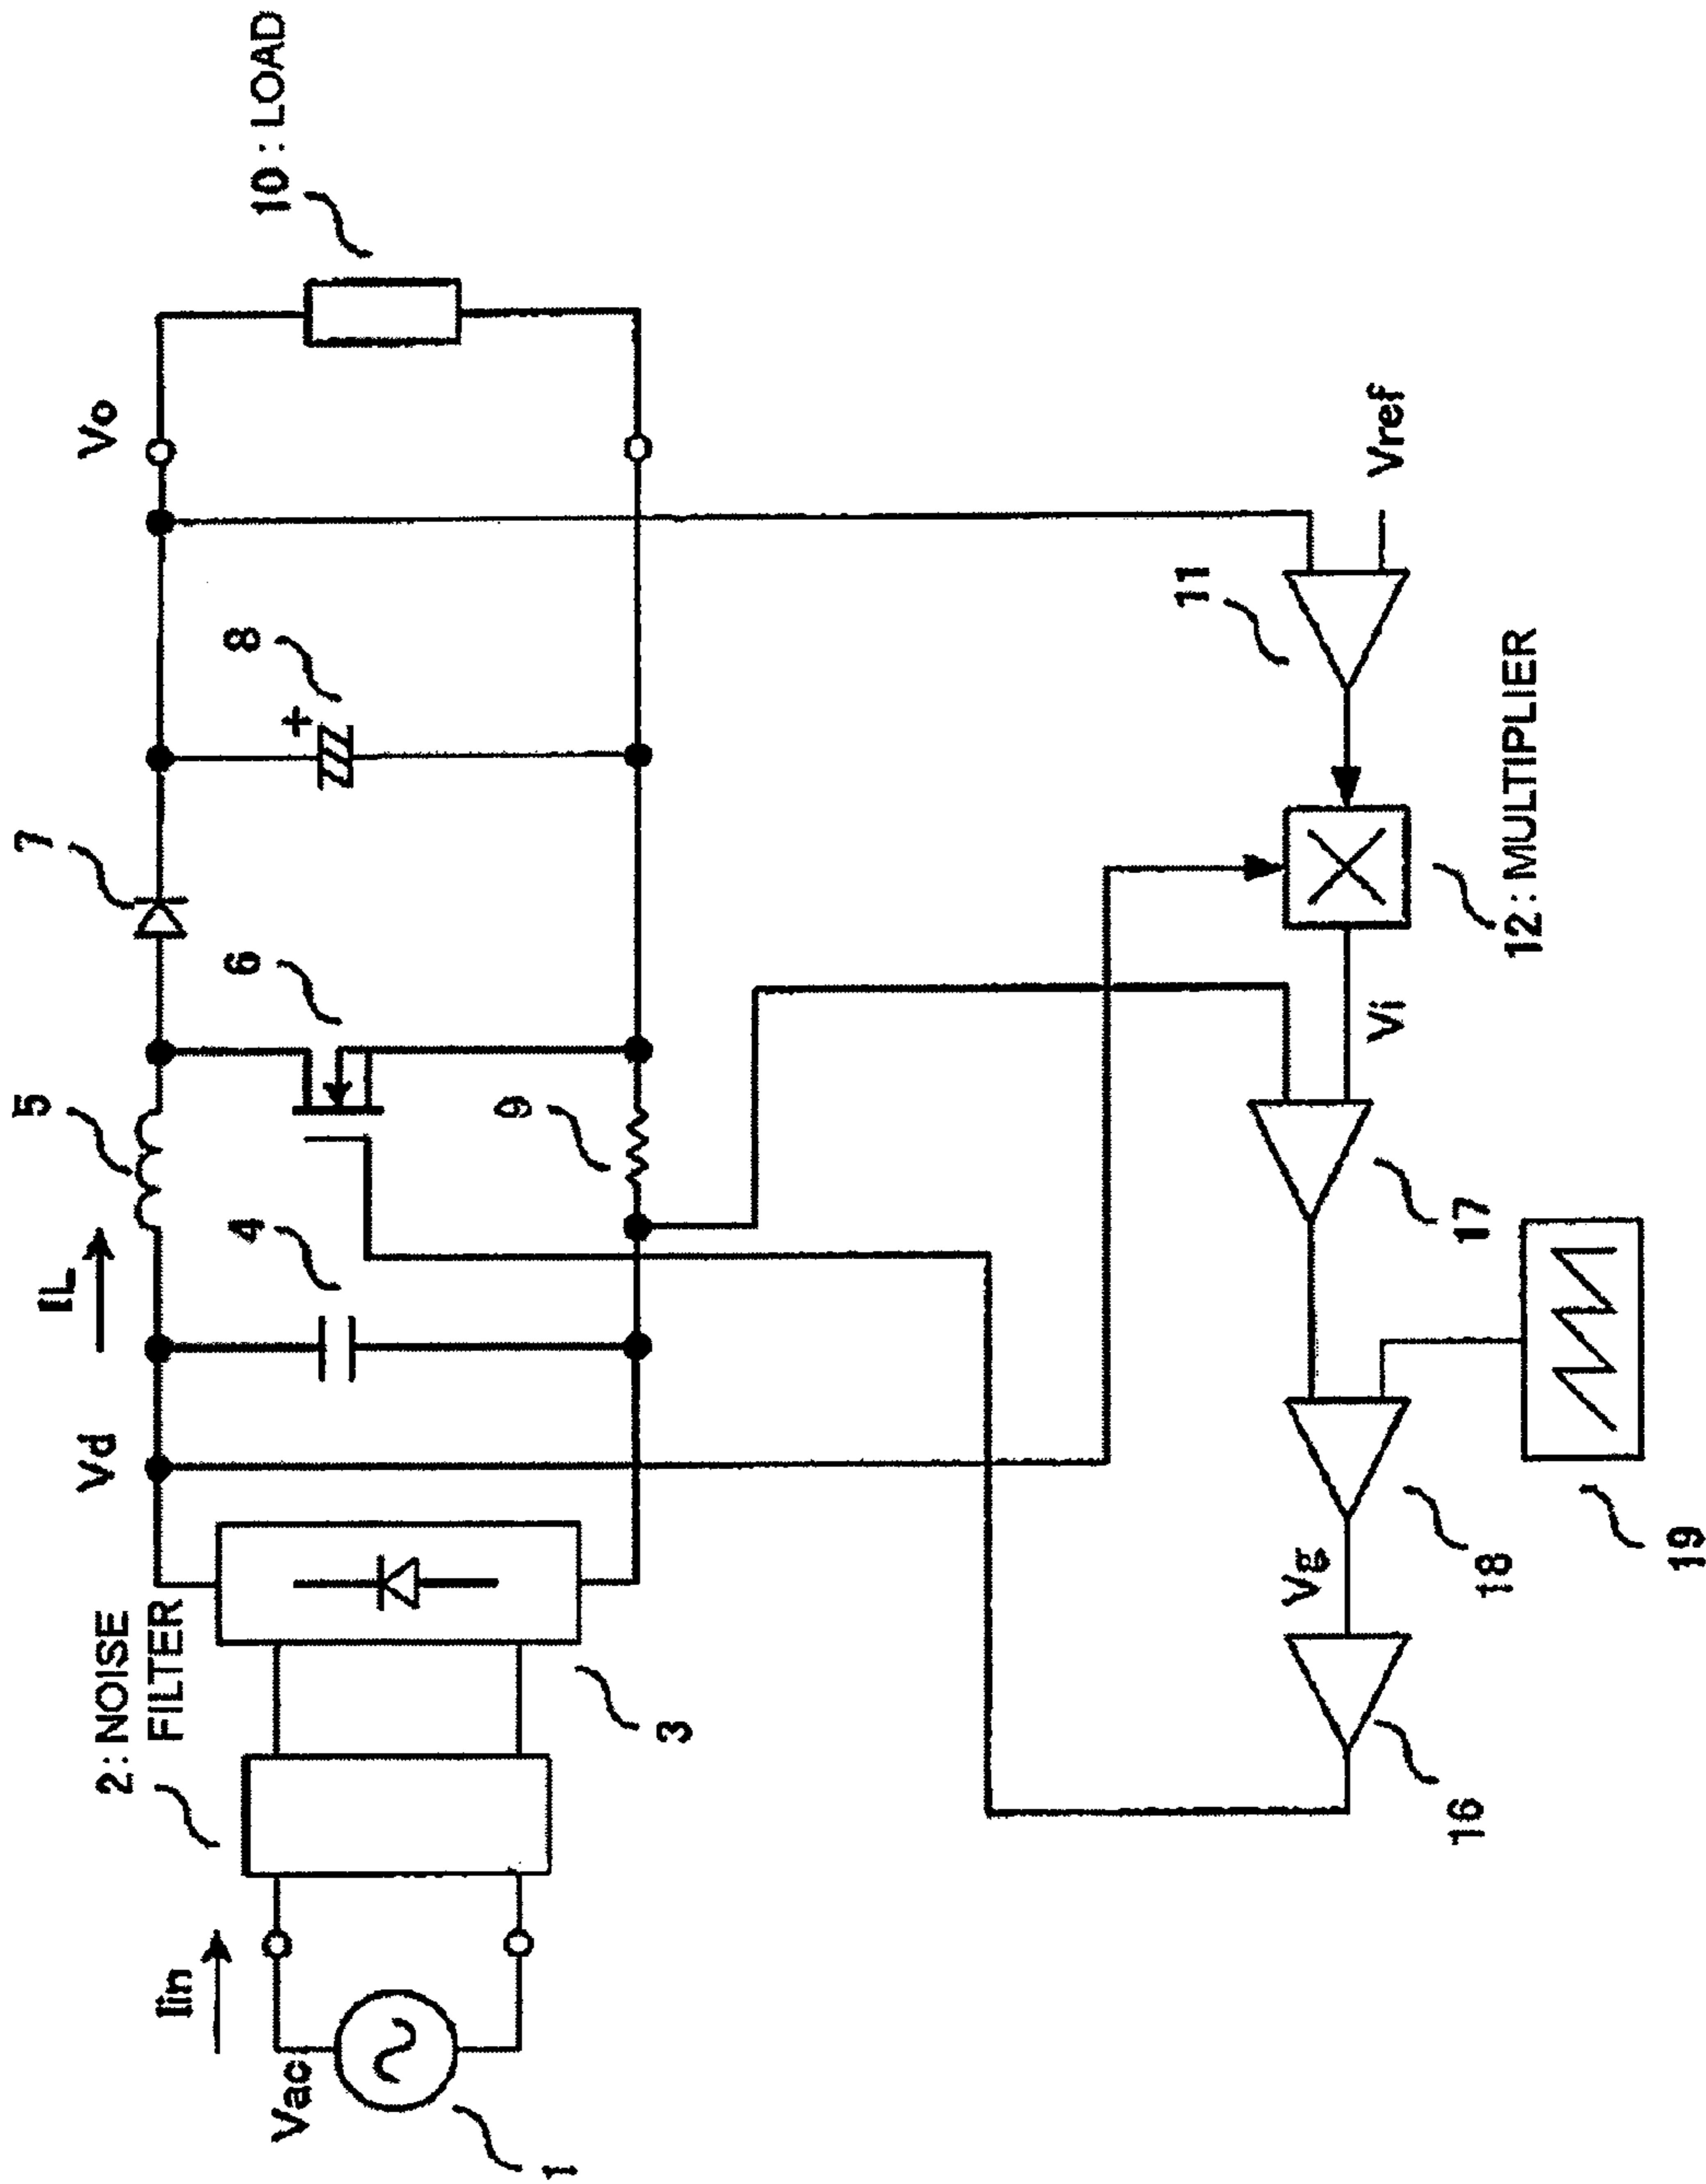 Vac
Iin
1
2 : NOISE
FILTER
3
Vd
IL
4
5
6
7
8
9
Vo
10 : LOAD
11
Vref
12 : MULTIPLIER
Vi
17
18
19
Vg
16